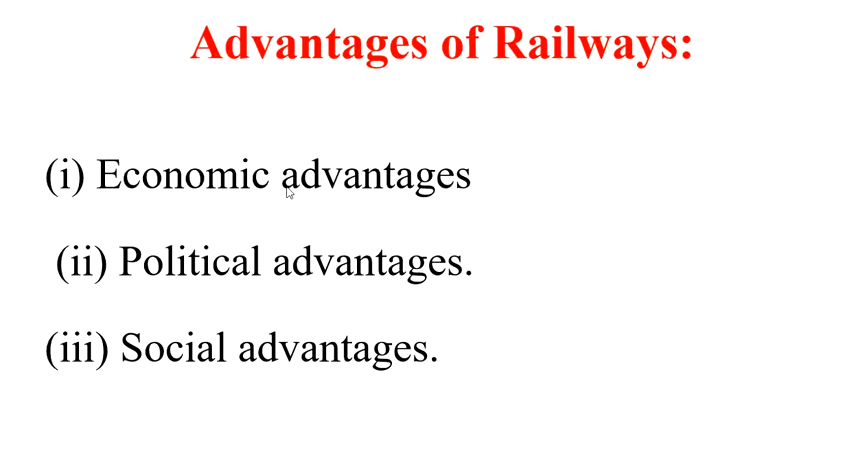 Advantages of Railways:
(i) Economic advantages
(ii) Political advantages.
(iii) Social advantages.